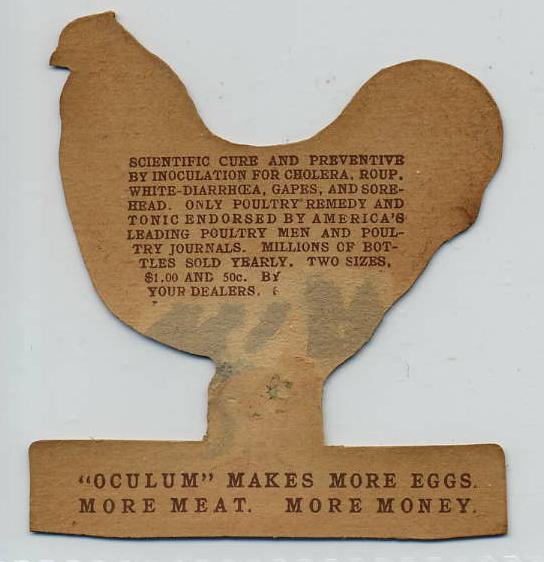 SCIENTIFIC CURE AND PREVENTIVE
BY INOCULATION FOR CHOLERA, ROUP,
WHITE-DIARRHŒA, GAPES, AND SORE-
HEAD. ONLY POULTRY REMEDY AND
TONIC ENDORSED BY AMERICA'S
LEADING POULTRY MEN AND POUL-
TRY JOURNALS. MILLIONS OF BOT-
TLES SOLD YEARLY. TWO SIZES,
$1.00 AND 50c. BY
YOUR DEALERS.
"OCULUM" MAKES MORE EGGS.
MORE MEAT. MORE MONEY.